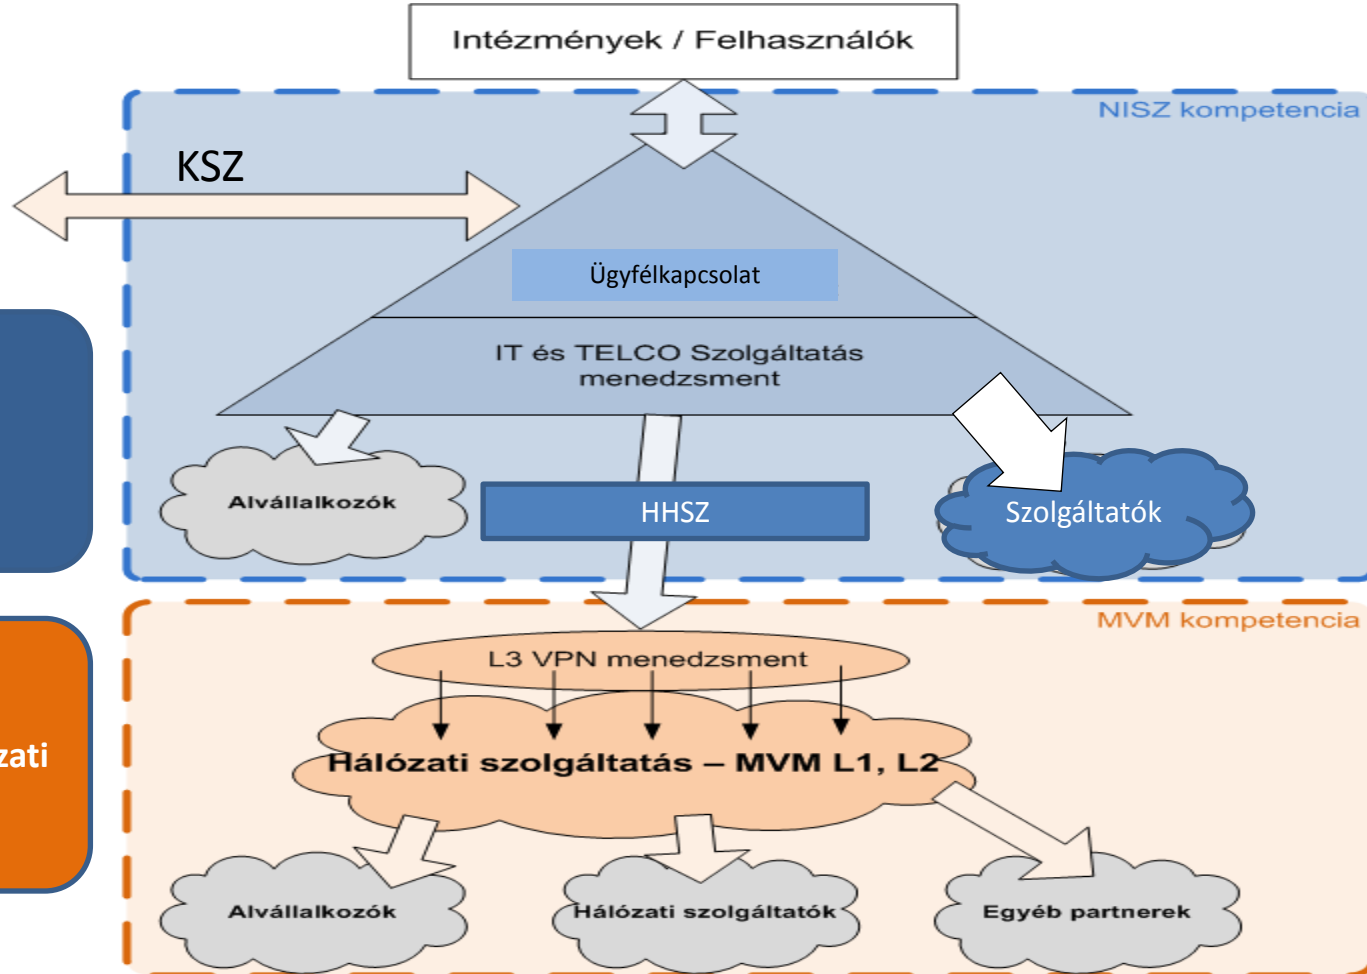 Intézmények / Felhasználók
NISZ kompetencia
KSZ
Ügyfélkapcsolat
IT és TELCO Szolgáltatás
menedzsment
Alvállalkozók
HHSZ
Szolgáltatók
MVM kompetencia
L3 VPN menedzsment
zati
Hálózati szolgáltatás – MVM L1, L2
Alvállalkozók
Hálózati szolgáltatók
Egyéb partnerek